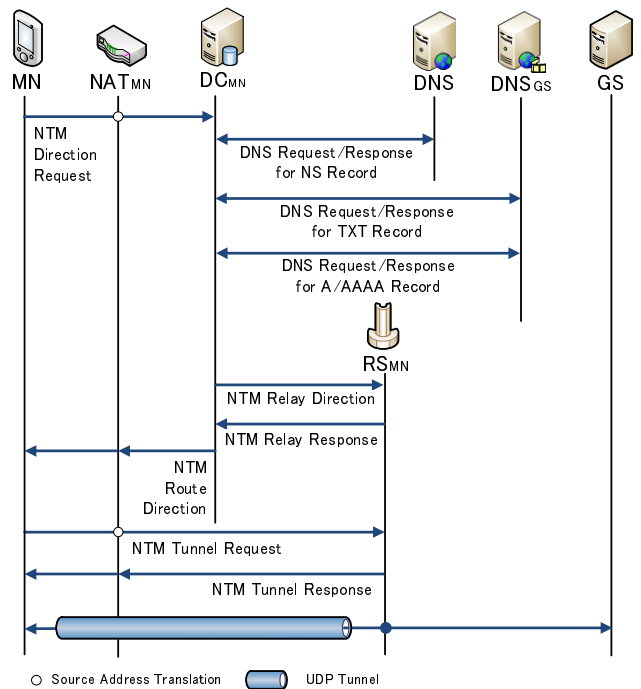 MN
NATMN
DCMN
DNS
DNSGS
GS
NTM
Direction
Request
DNS Request/Response
for NS Record
DNS Request/Response
for TXT Record
DNS Request/Response
for A/AAAA Record
RSMN
NTM Relay Direction
NTM Relay Response
NTM
Route
Direction
NTM Tunnel Request
NTM Tunnel Response
Source Address Translation
UDP Tunnel